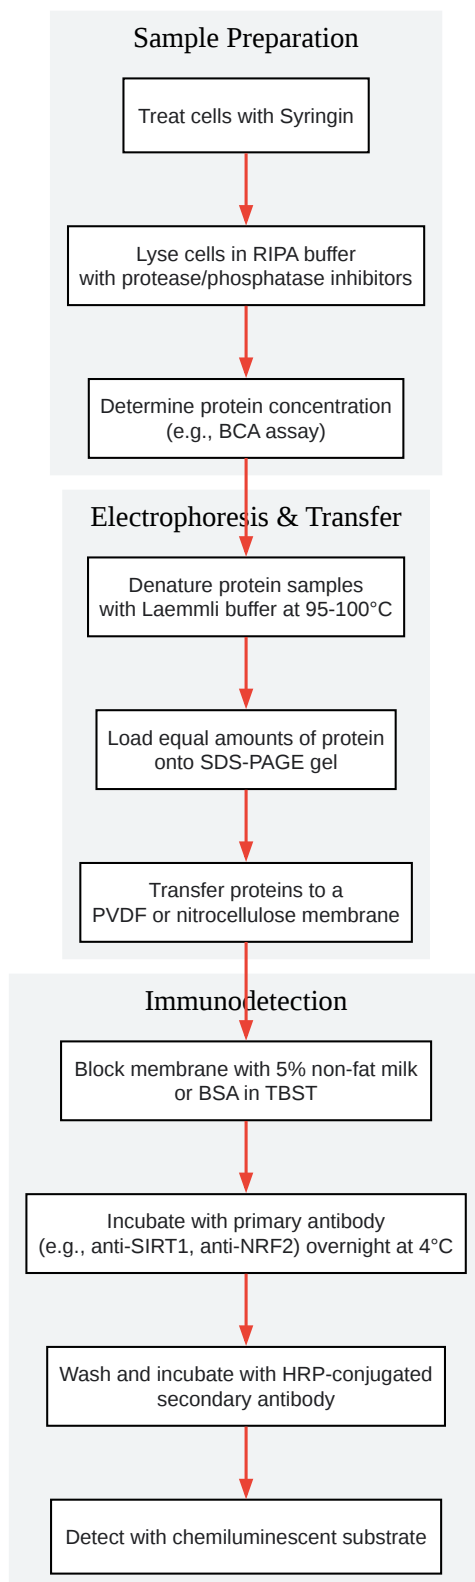 Sample Preparation
Treat cells with Syringin
Lyse cells in RIPA buffer
with protease/phosphatase inhibitors
Determine protein concentration
(e.g., BCA assay)
Electrophoresis & Transfer
Denature protein samples
with Laemmli buffer at 95-100°C
Load equal amounts of protein
onto SDS-PAGE gel
Transfer proteins to a
PVDF or nitrocellulose membrane
Immunodetection
Block membrane with 5% non-fat milk
or BSA in TBST
Incubate with primary antibody
(e.g., anti-SIRT1, anti-NRF2) overnight at 4°C
Wash and incubate with HRP-conjugated
secondary antibody
Detect with chemiluminescent substrate